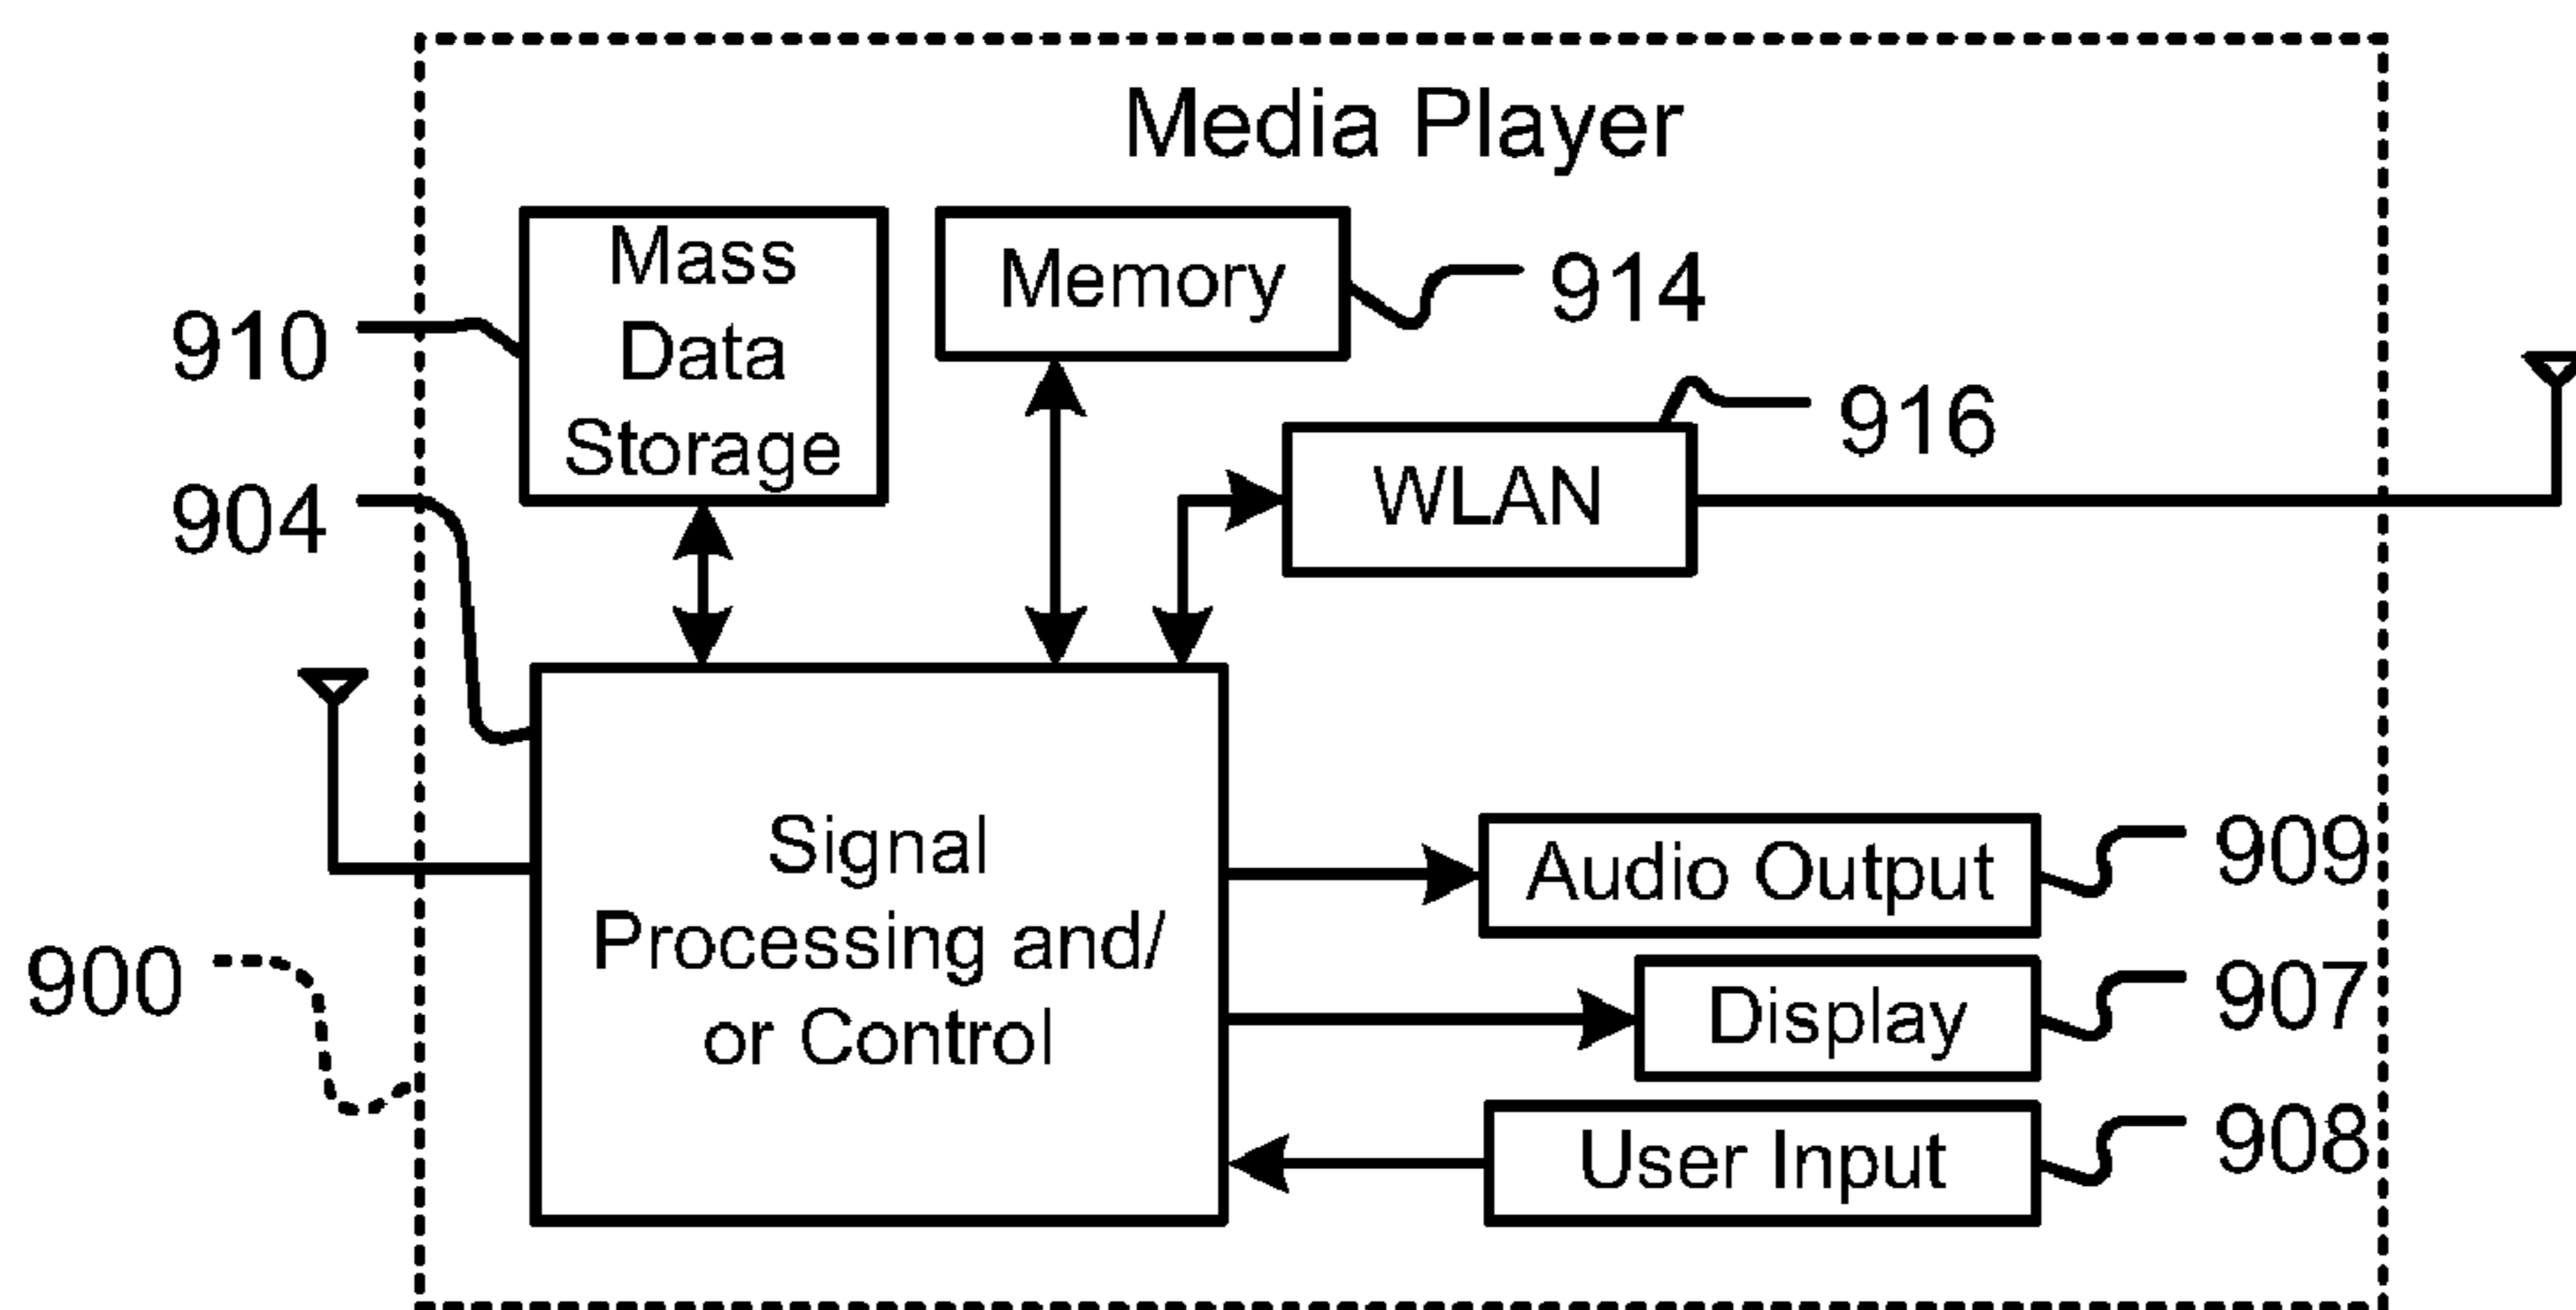 Media Player
Mass
Data
Storage
910
Memory
914
WLAN
916
904
Signal
Processing and/
or Control
900
Audio Output
909
Display
907
User Input
908